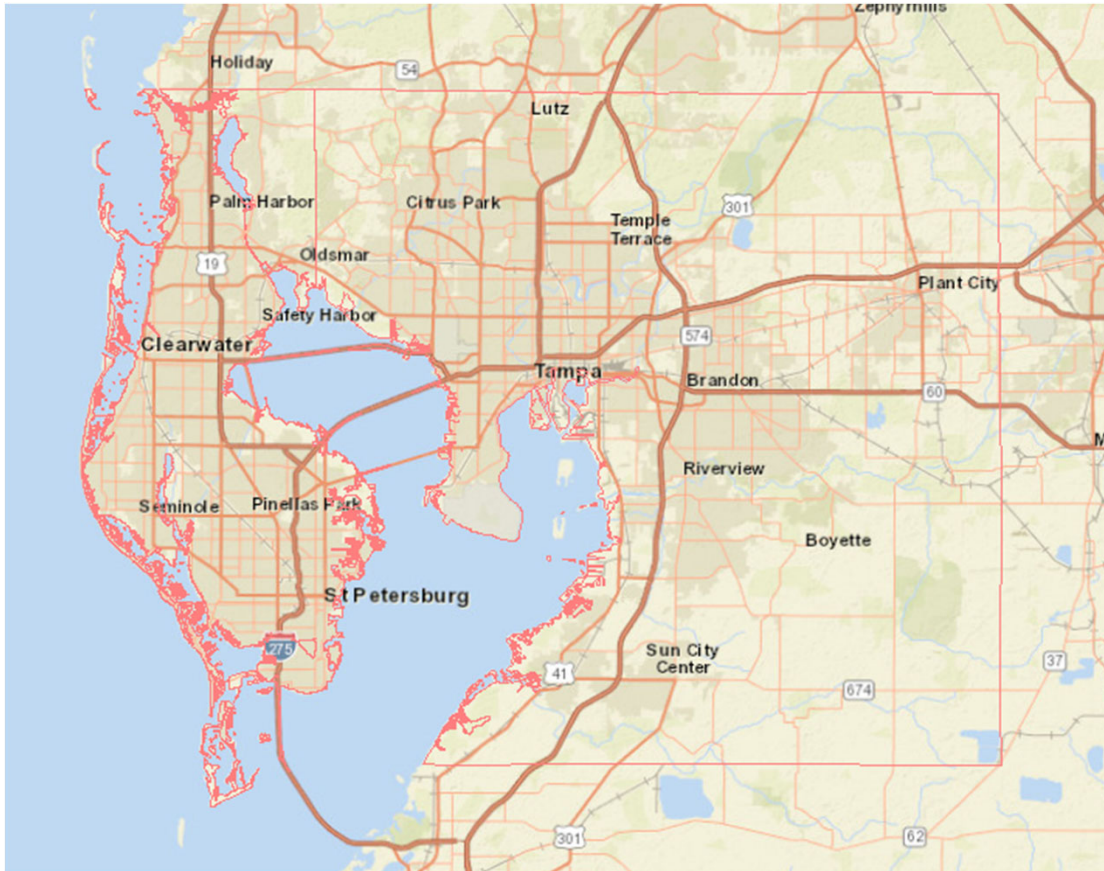 Zephyrhills
Holiday
54
Lutz
Palm Harbor
Citrus Park
301
Temple
Terrace
Oldsmar
19
Plant City
Safety Harbor
574
Clearwater
Tampa
Brandon
60
M
Riverview
Seminole
Pinellas Park
Boyette
St Petersburg
275
Sun City
Center
41
37
674
301
62